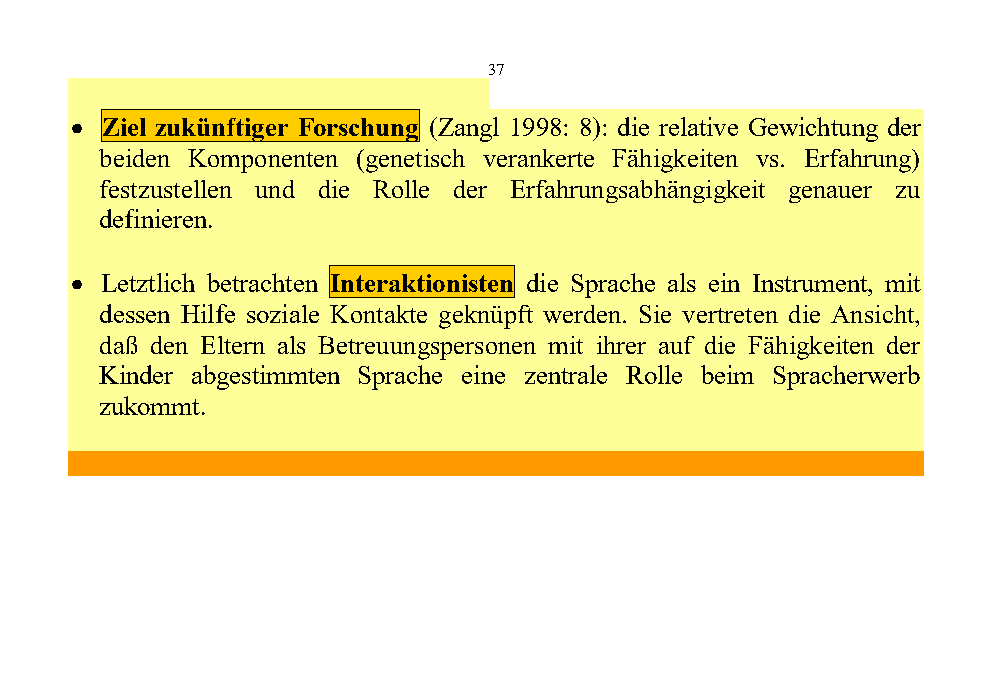 37
• Ziel zukünftiger Forschung (Zangl 1998: 8): die relative Gewichtung der
beiden Komponenten (genetisch verankerte Fähigkeiten vs. Erfahrung)
festzustellen und die Rolle der Erfahrungsabhängigkeit genauer zu
definieren.
• Letztlich betrachten Interaktionisten die Sprache als ein Instrument, mit
dessen Hilfe soziale Kontakte geknüpft werden. Sie vertreten die Ansicht,
daß den Eltern als Betreuungspersonen mit ihrer auf die Fähigkeiten der
Kinder abgestimmten Sprache eine zentrale Rolle beim Spracherwerb
zukommt.